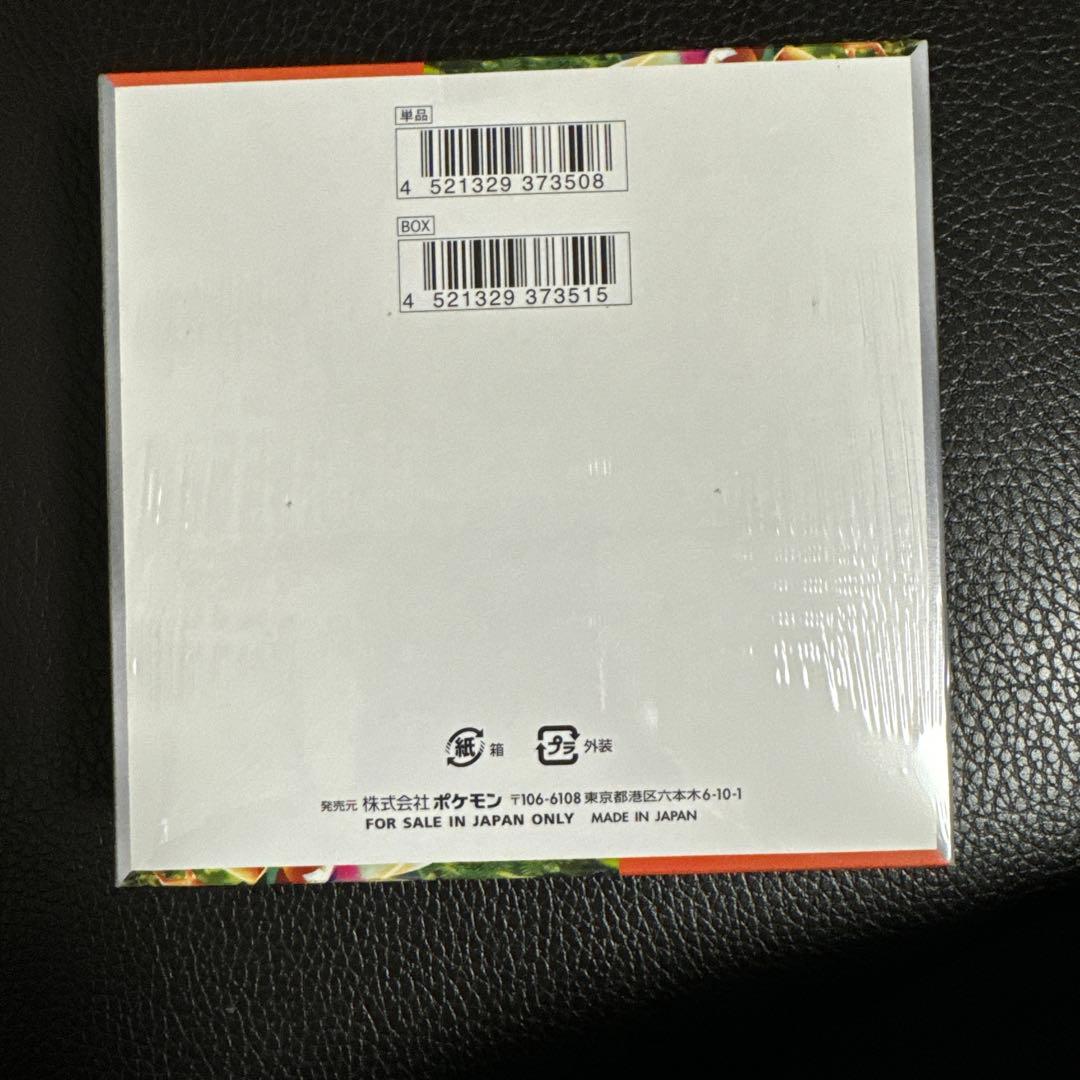 単品
4 521329 373508
BOX
4 521329 373515
紙 箱 プラ 外装
発売元 株式会社ポケモン 〒106-6108 東京都港区六本木6-10-1
FOR SALE IN JAPAN ONLY MADE IN JAPAN